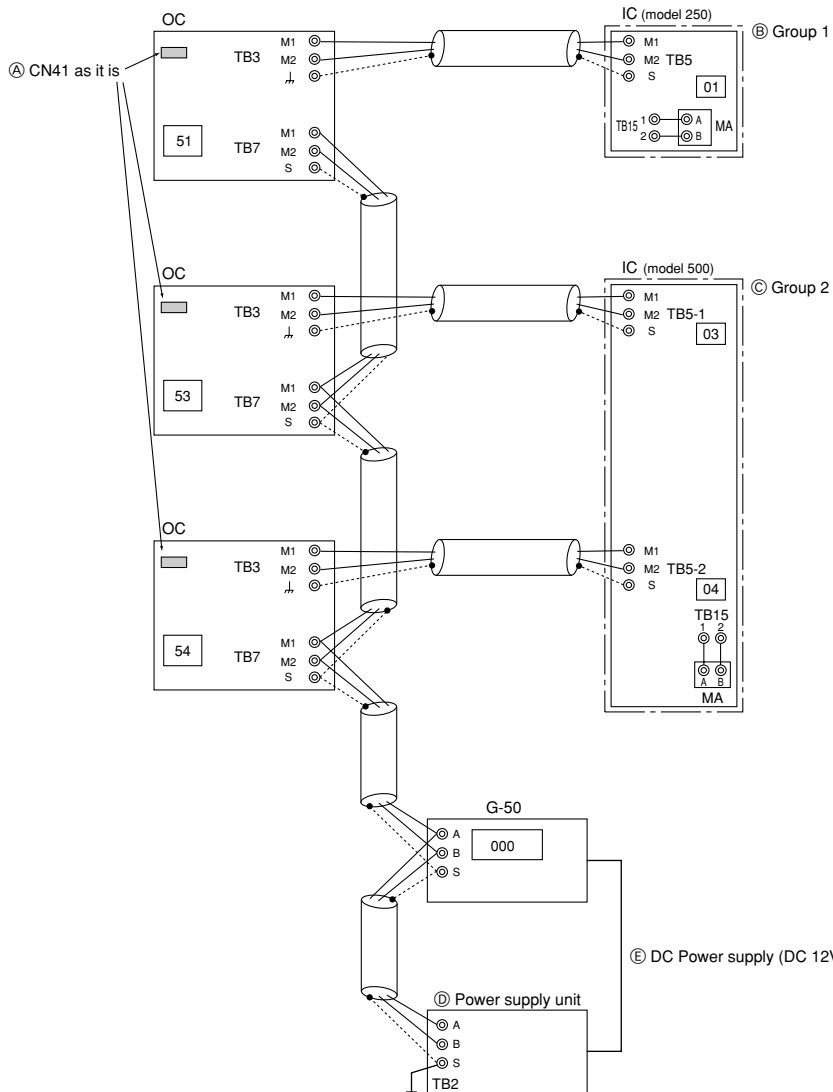 OC
IC (model 250)
Ⓑ Group 1
Ⓐ CN41 as it is
TB3
M1
M2
M1
M2 TB5
S
01
TB15
1
2
A
B
MA
51
TB7
M1
M2
S
OC
IC (model 500)
Ⓒ Group 2
TB3
M1
M2
M1
M2 TB5-1
S
03
53
TB7
M1
M2
S
OC
TB3
M1
M2
M1
M2 TB5-2
S
04
TB15
1 2
A B
MA
54
TB7
M1
M2
S
G-50
A
B
S
000
Ⓔ DC Power supply (DC 12V
Ⓓ Power supply unit
A
B
S
TB2